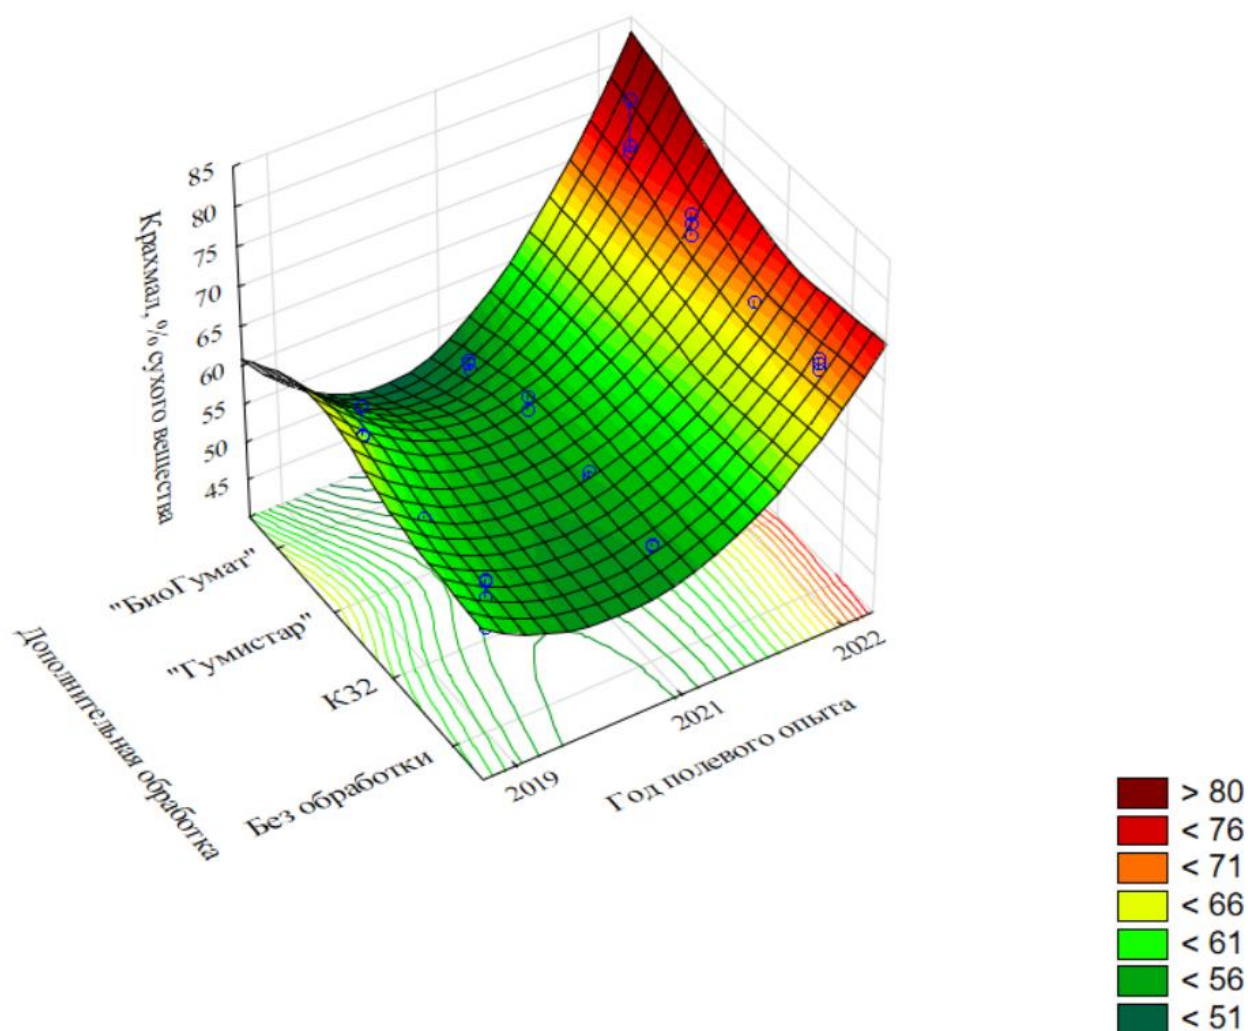 85
80
75
70
65
60
55
50
45
Крахмал, % сухого вещества
"БиоГумат"
"Гумистар"
К32
Без обработки
Дополнительная обработка
2019
2021
2022
Год полевого опыта
> 80
< 76
< 71
< 66
< 61
< 56
< 51